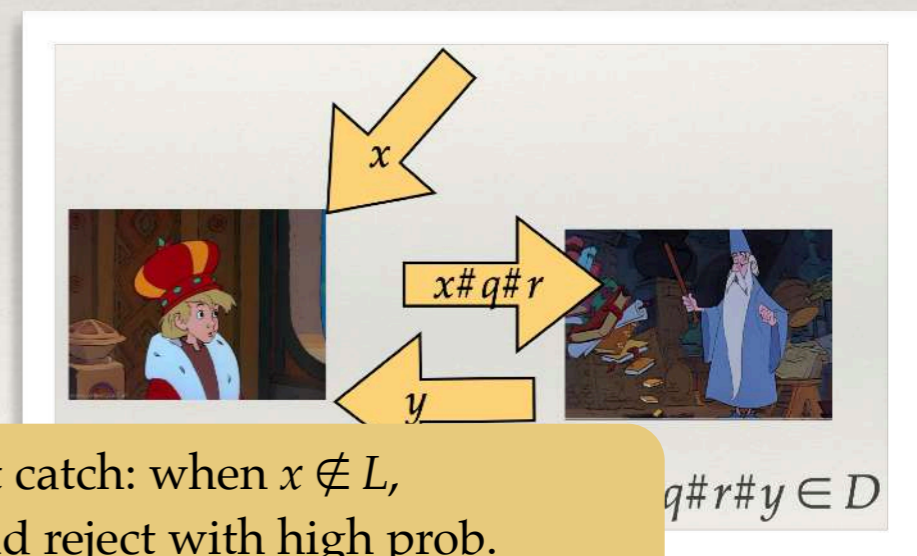 x
x# q# r
y
catch: when x ∉ L,
q#r#y ∈ D
reject with high prob.